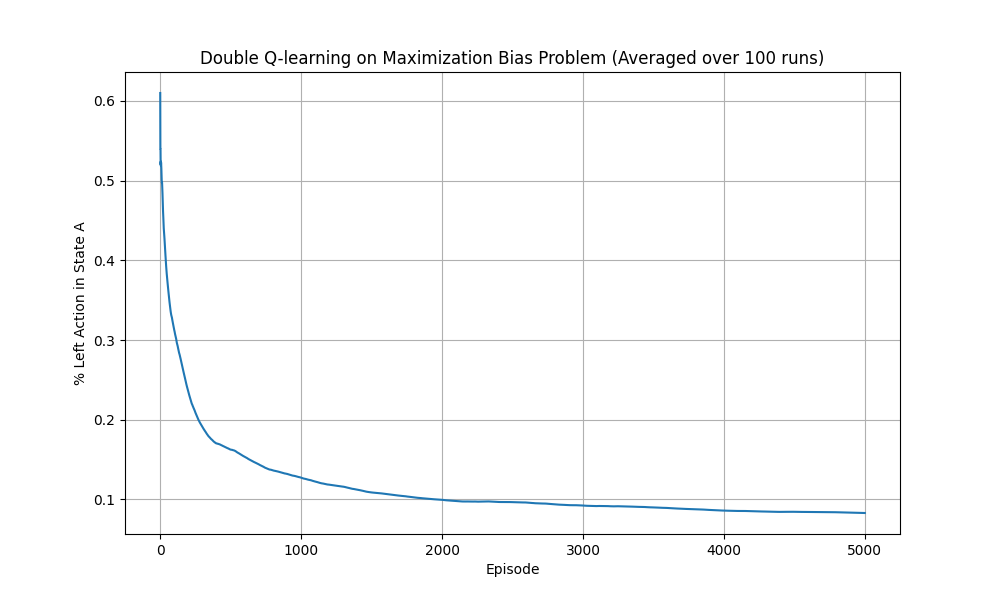 Double Q-learning on Maximization Bias Problem (Averaged over 100 runs)
% Left Action in State A
0.6
0.5
0.4
0.3
0.2
0.1
0 1000 2000 3000 4000 5000
Episode